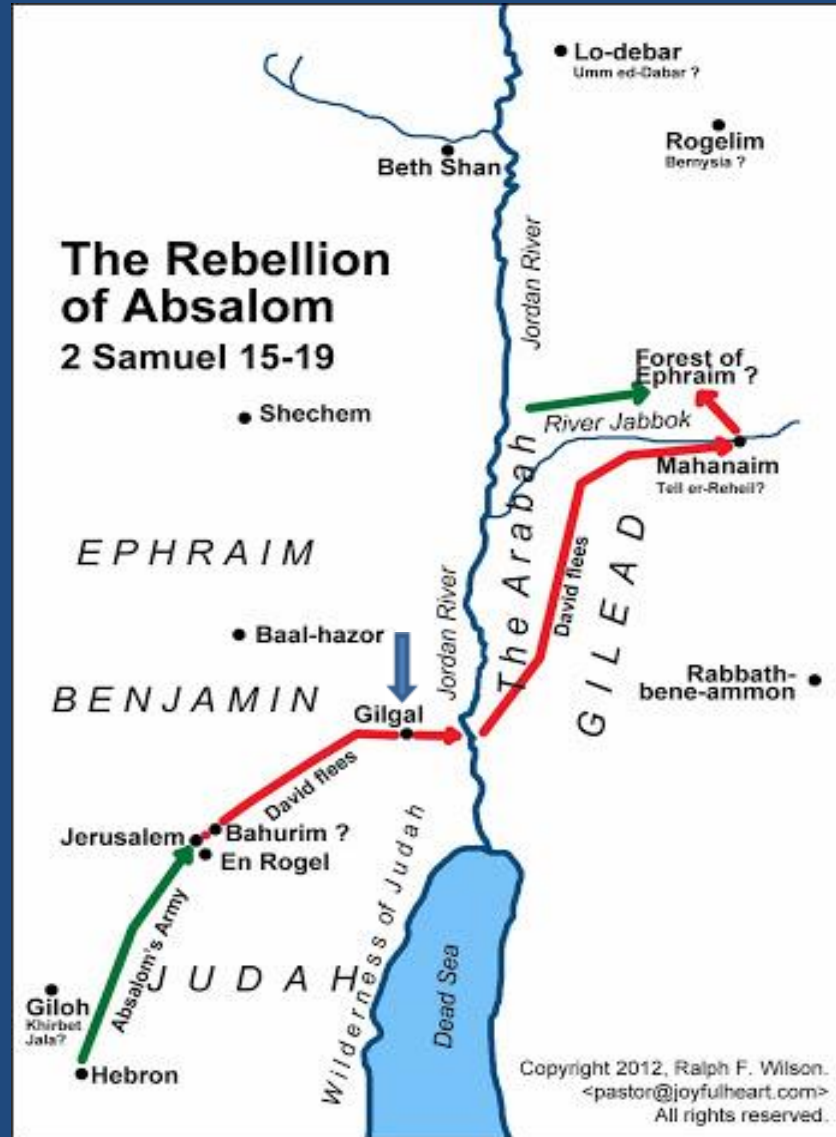 Lo-debar
Umm ed-Dabar ?
Rogelim
Bernysia ?
Beth Shan
The Rebellion
of Absalom
2 Samuel 15-19
Jordan River
Forest of
Ephraim ?
River Jabbok
Shechem
Mahanaim
Tell er-Reheil?
The Arabah
GILEAD
David flees
EPHRAIM
Jordan River
Baal-hazor
Rabbath-
bene-ammon
BENJAMIN
Gilgal
David flees
Jerusalem
Bahurim ?
En Rogel
Wilderness of Judah
Absalom's Army
JUDAH
Dead Sea
Giloh
Khirbet
Jala?
Hebron
Copyright 2012, Ralph F. Wilson.
<pastor@joyfulheart.com>
All rights reserved.